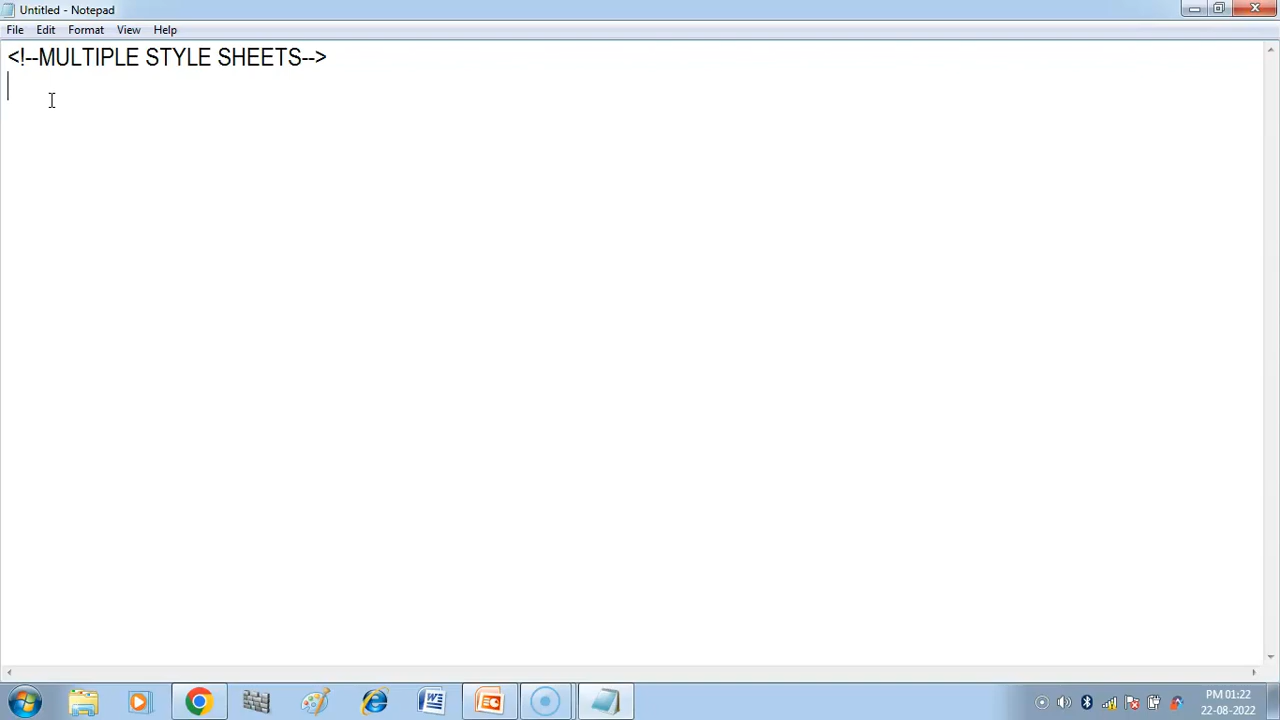 Untitled - Notepad
File Edit Format View Help
<!--MULTIPLE STYLE SHEETS-->
PM 01:22
22-08-2022